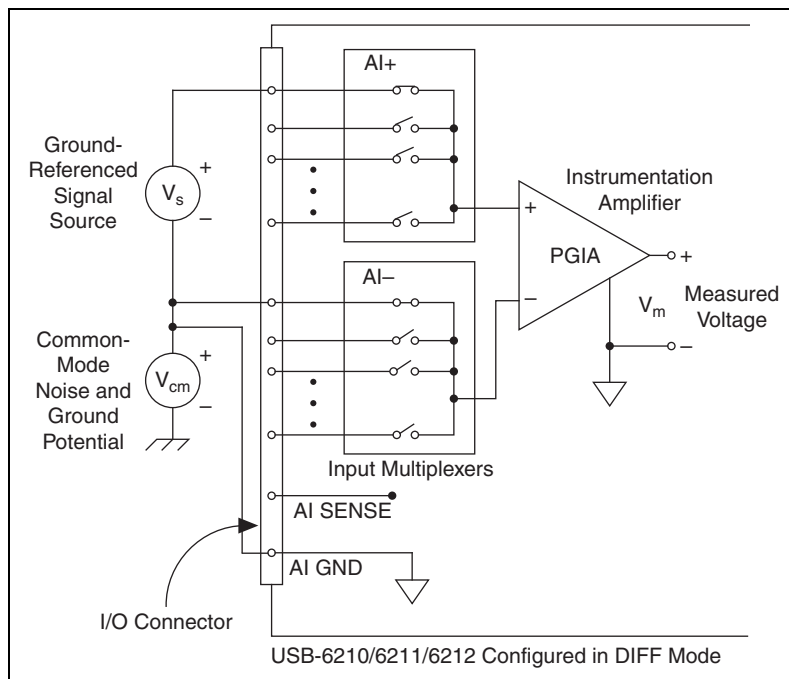 AI+
Ground-
Referenced
Signal
Source
+
Vs
−
Instrumentation
Amplifier
+
PGIA
−
+
Vm
Measured
Voltage
−
AI−
Common-
Mode
Noise and
Ground
Potential
+
Vcm
−
Input Multiplexers
AI SENSE
AI GND
I/O Connector
USB-6210/6211/6212 Configured in DIFF Mode